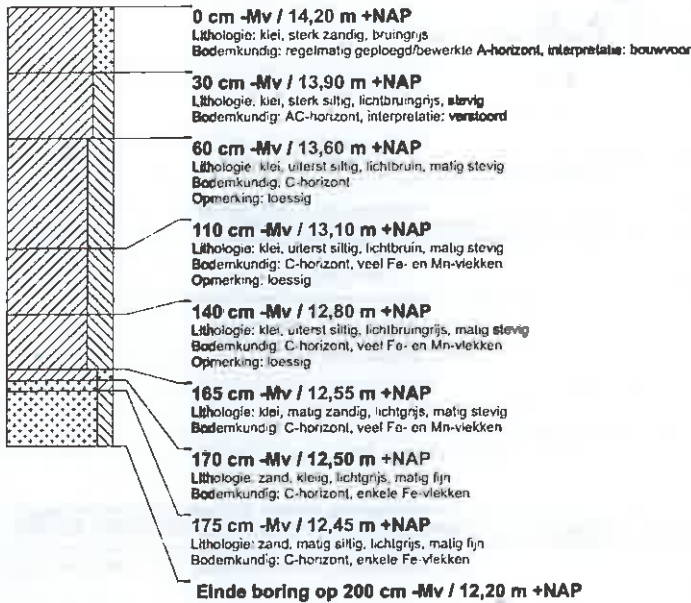 0 cm -Mv / 14,20 m +NAP
Lithologie: klei, sterk zandig, bruingrijs
Bodemkundig: regelmatig geploegd/bewerkte A-horizont, interpretatie: bouwvoor
30 cm -Mv / 13,90 m +NAP
Lithologie: klei, sterk siltig, lichtbruingrijs, stevig
Bodemkundig: AC-horizont, interpretatie: verstoord
60 cm -Mv / 13,60 m +NAP
Lithologie: klei, uiterst siltig, lichtbruin, matig stevig
Bodemkundig: C-horizont
Opmerking: loessig
110 cm -Mv / 13,10 m +NAP
Lithologie: klei, uiterst siltig, lichtbruin, matig stevig
Bodemkundig: C-horizont, veel Fe- en Mn-vlekken
Opmerking: loessig
140 cm -Mv / 12,80 m +NAP
Lithologie: klei, uiterst siltig, lichtbruingrijs, matig stevig
Bodemkundig: C-horizont, veel Fe- en Mn-vlekken
Opmerking: loessig
165 cm -Mv / 12,55 m +NAP
Lithologie: klei, matig zandig, lichtgrijs, matig stevig
Bodemkundig: C-horizont, veel Fe- en Mn-vlekken
170 cm -Mv / 12,50 m +NAP
Lithologie: zand, kleiig, lichtgrijs, matig fijn
Bodemkundig: C-horizont, enkele Fe-vlekken
175 cm -Mv / 12,45 m +NAP
Lithologie: zand, matig siltig, lichtgrijs, matig fijn
Bodemkundig: C-horizont, enkele Fe-vlekken
Einde boring op 200 cm -Mv / 12,20 m +NAP